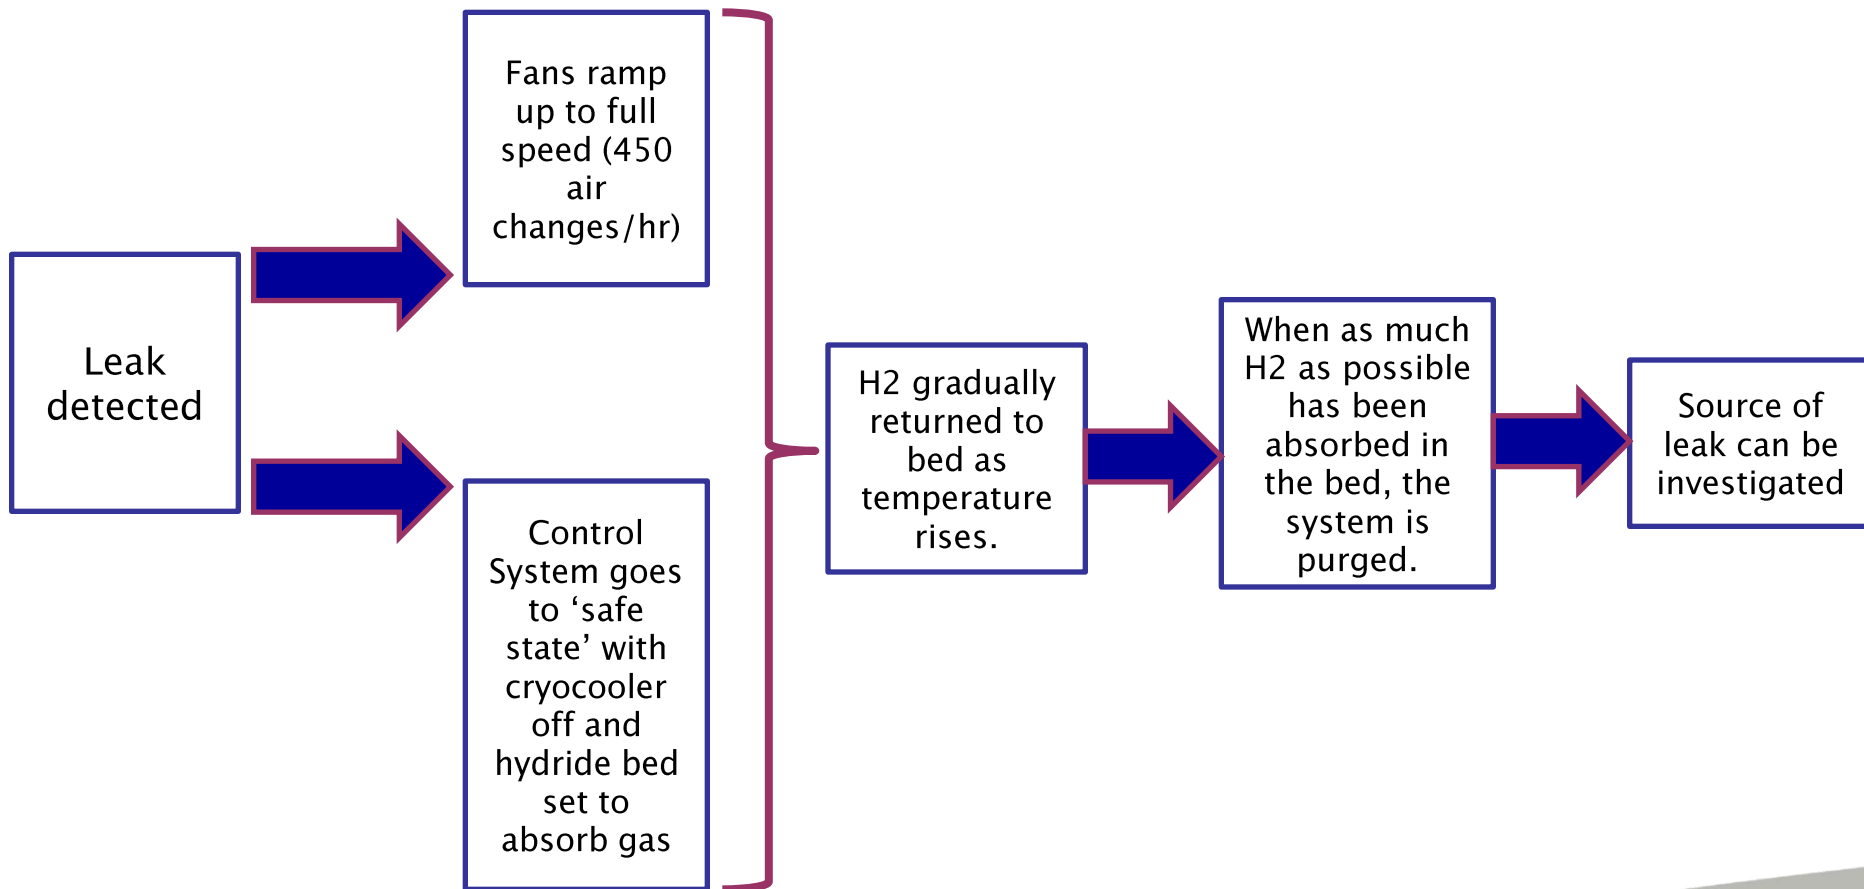 Leak
detected
Fans ramp
up to full
speed (450
air
changes/hr)
Control
System goes
to ‘safe
state’ with
cryocooler
off and
hydride bed
set to
absorb gas
H2 gradually
returned to
bed as
temperature
rises.
When as much
H2 as possible
has been
absorbed in
the bed, the
system is
purged.
Source of
leak can be
investigated